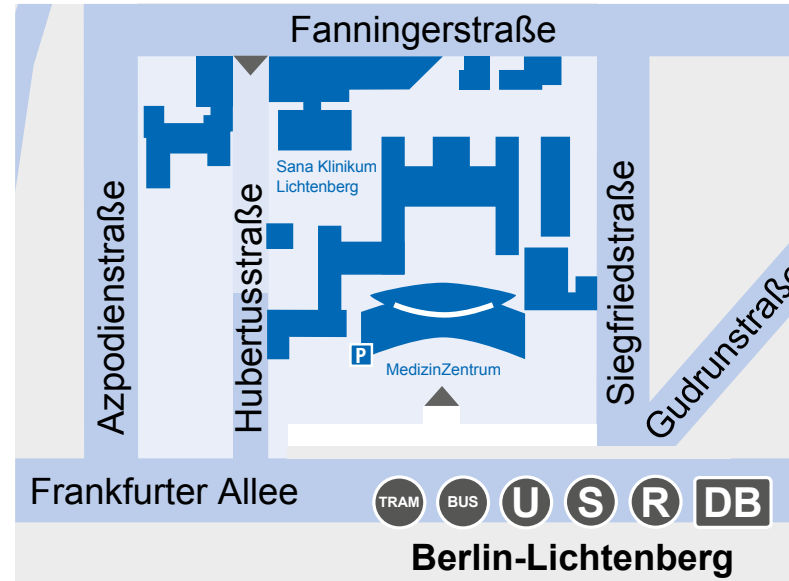 Fanningerstraße
Sana Klinikum
Lichtenberg
Azpodienstraße
Hubertusstraße
Siegfriedstraße
Gudrunstraße
P
MedizinZentrum
Frankfurter Allee
TRAM BUS U S R DB
Berlin-Lichtenberg